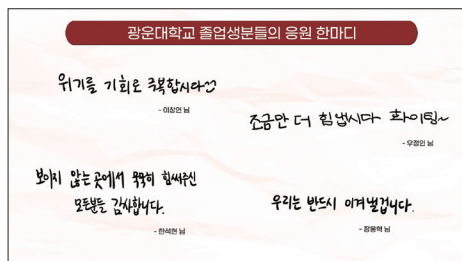 광운대학교 졸업생분들의 응원 한마디
위기를 기회로 극복합시다
- 이창언 님
조금만 더 힘냅시다 화이팅~
- 우정인 님
보이지 않는 곳에서 묵묵히 힘써주신
모든분들 감사합니다.
- 한석현 님
우리는 반드시 이겨낼겁니다.
- 장용혁 님